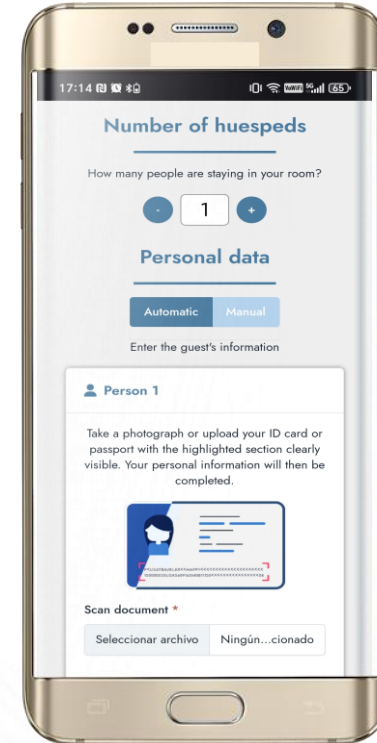 17:14
65
Number of huespeds
How many people are staying in your room?
- 1 +
Personal data
Automatic Manual
Enter the guest's information
Person 1
Take a photograph or upload your ID card or
passport with the highlighted section clearly
visible. Your personal information will then be
completed.
Scan document *
Seleccionar archivo Ningún...cionado